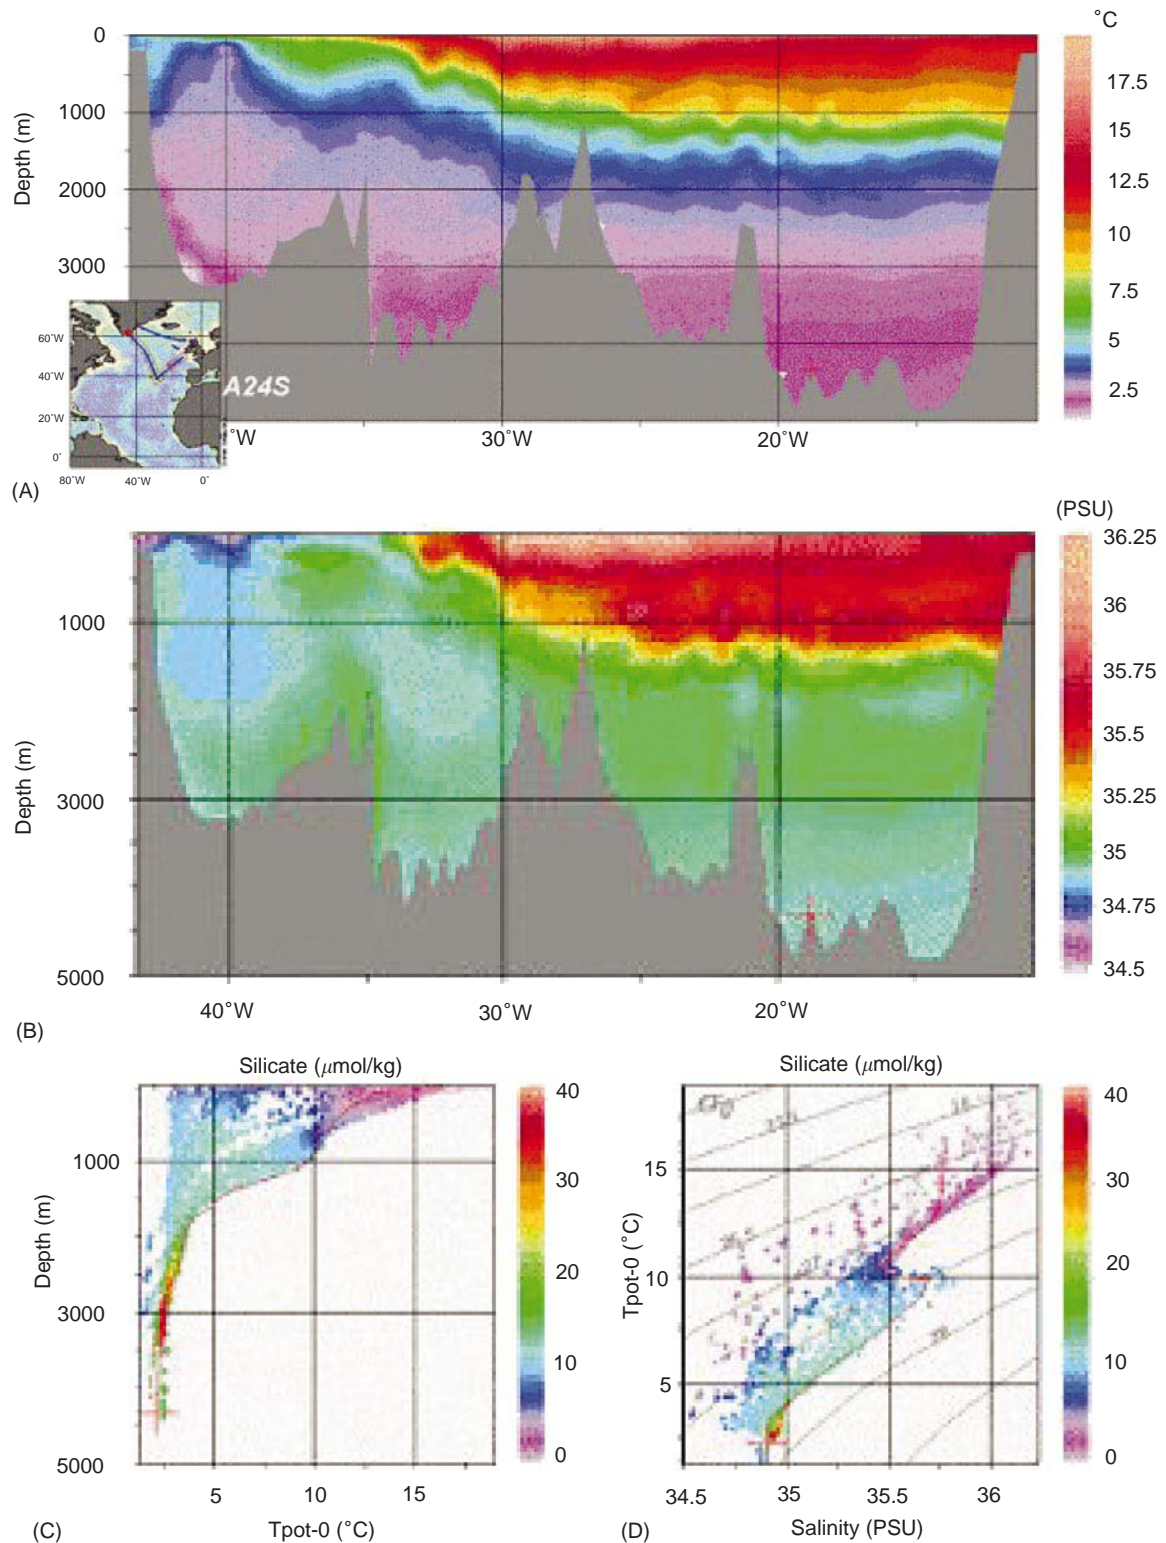 ˚C
0
1000
2000
3000
Depth (m)
17.5
15
12.5
10
7.5
5
2.5
60˚W
40˚W
20˚W
0˚
80˚W 40˚W 0˚
A24S
˚W 30˚W 20˚W
(A)
(PSU)
36.25
36
35.75
35.5
35.25
35
34.75
34.5
1000
3000
5000
Depth (m)
40˚W 30˚W 20˚W
(B)
Silicate (μmol/kg)
1000
3000
5000
Depth (m)
40
30
20
10
0
5 10 15
(C) Tpot-0 (˚C)
Silicate (μmol/kg)
15
10
5
Tpot-0 (˚C)
40
30
20
10
0
34.5 35 35.5 36
(D) Salinity (PSU)